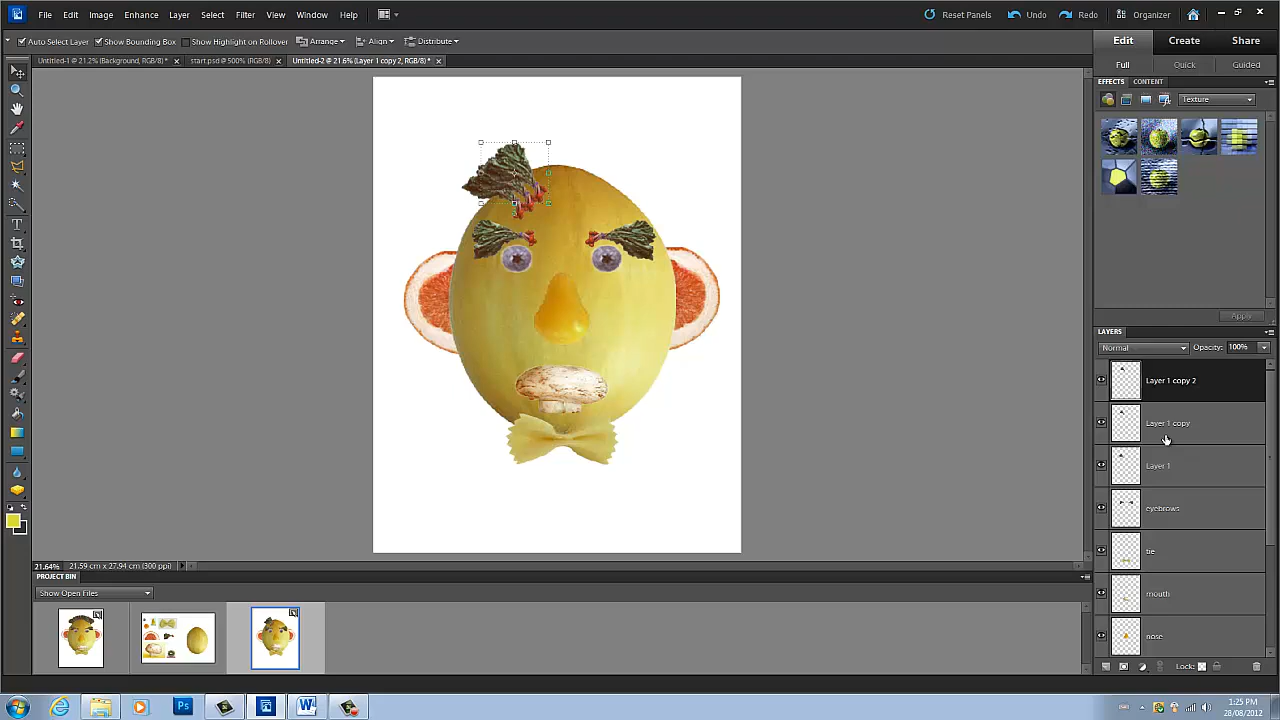 File Edit Image Enhance Layer Select Filter View Window Help Reset Panels Undo Redo Organizer
Auto Select Layer Show Bounding Box Show Highlight on Rollover Arrange Align Distribute
Edit Create Share
Untitled-1 @ 21.2% (Background, RGB/8) * start.psd @ 500% (RGB/8) Untitled-2 @ 21.6% (Layer 1 copy 2, RGB/8) *
Full Quick Guided
EFFECTS CONTENT
Texture
Apply
LAYERS
Normal Opacity: 100%
Layer 1 copy 2
Layer 1 copy
Layer 1
eyebrows
tie
mouth
nose
Lock:
21.64% 21.59 cm x 27.94 cm (300 ppi)
PROJECT BIN
Show Open Files
1:25 PM
28/08/2012